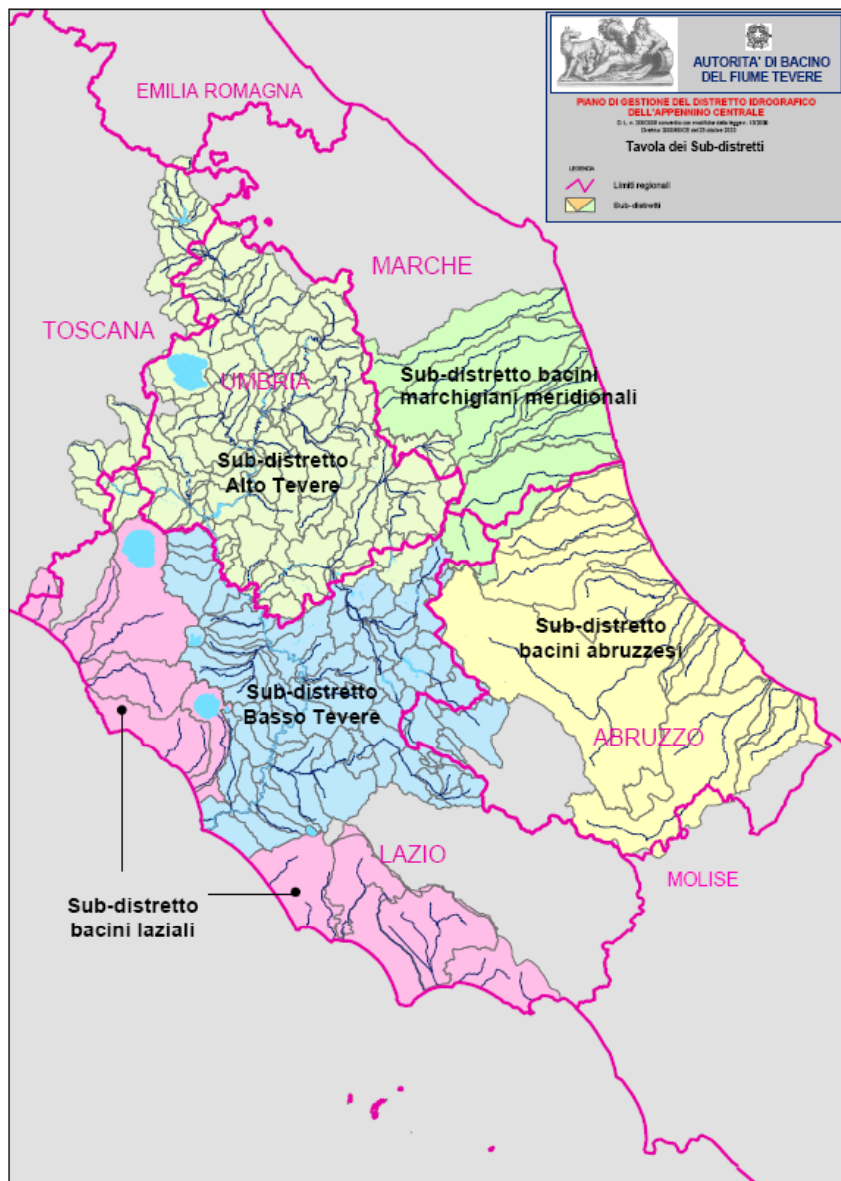 AUTORITA' DI BACINO
DEL FIUME TEVERE
PIANO DI GESTIONE DEL DISTRETTO IDROGRAFICO
DELL'APPENNINO CENTRALE
Tavola dei Sub-distretti
LEGENDA
Limiti regionali
Sub-distretti
EMILIA ROMAGNA
MARCHE
TOSCANA
UMBRIA
Sub-distretto bacini
marchigiani meridionali
Sub-distretto
Alto Tevere
Sub-distretto
bacini abruzzesi
Sub-distretto
Basso Tevere
ABRUZZO
LAZIO
MOLISE
Sub-distretto
bacini laziali